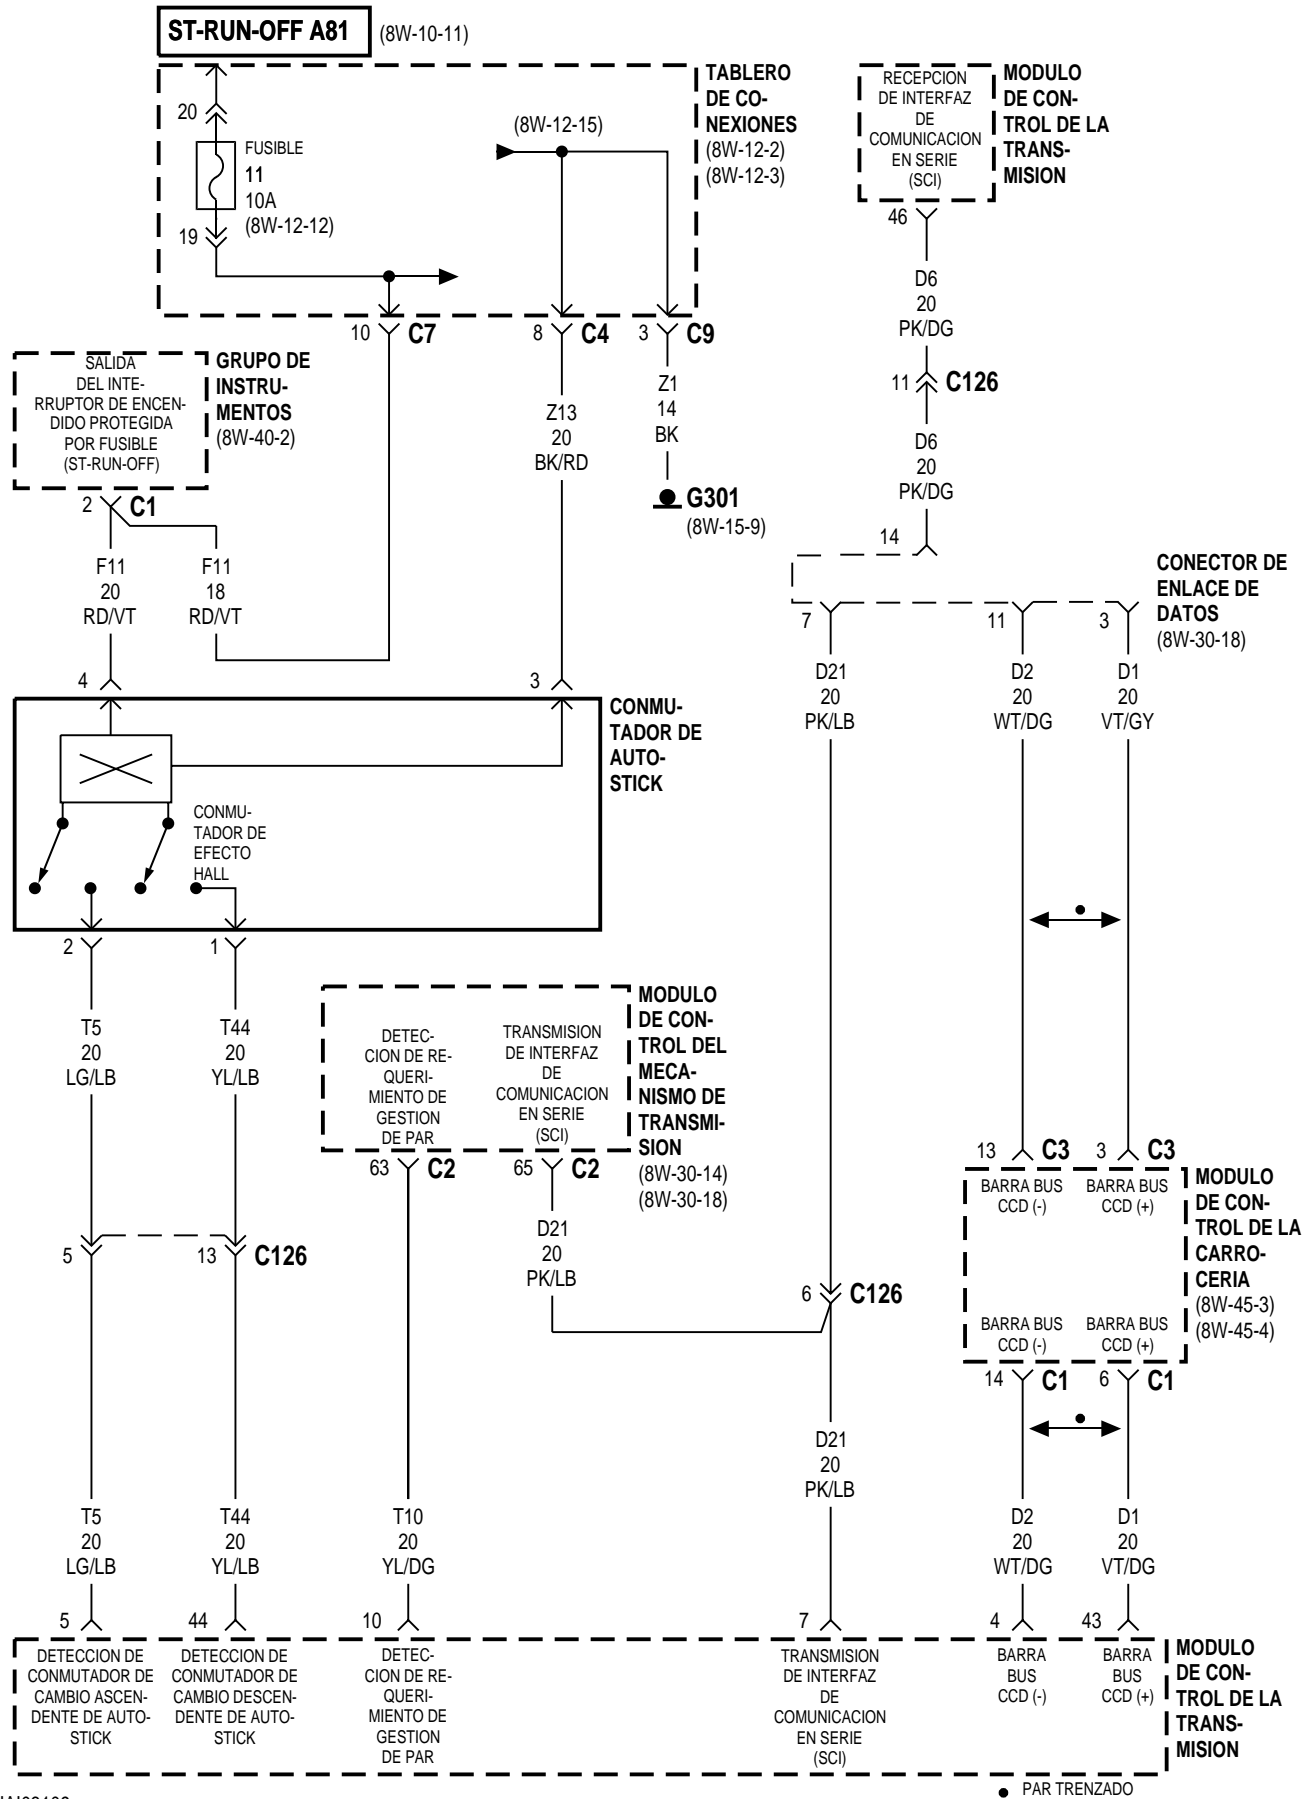 ST-RUN-OFF A81 (8W-10-11)
TABLERO
DE CO-
NEXIONES
(8W-12-2)
(8W-12-3)
20
FUSIBLE
11
10A
(8W-12-12)
19
(8W-12-15)
10 C7
8 C4
3 C9
RECEPCION
DE INTERFAZ
DE
COMUNICACION
EN SERIE
(SCI)
MODULO
DE CON-
TROL DE LA
TRANS-
MISION
46
D6
20
PK/DG
11 C126
D6
20
PK/DG
14
SALIDA
DEL INTE-
RRUPTOR DE ENCEN-
DIDO PROTEGIDA
POR FUSIBLE
(ST-RUN-OFF)
GRUPO DE
INSTRU-
MENTOS
(8W-40-2)
2 C1
F11
20
RD/VT
F11
18
RD/VT
Z13
20
BK/RD
Z1
14
BK
G301
(8W-15-9)
CONECTOR DE
ENLACE DE
DATOS
(8W-30-18)
7
11
3
D21
20
PK/LB
D2
20
WT/DG
D1
20
VT/GY
4
3
CONMU-
TADOR DE
AUTO-
STICK
CONMU-
TADOR DE
EFECTO
HALL
2
1
T5
20
LG/LB
T44
20
YL/LB
DETEC-
CION DE RE-
QUERI-
MIENTO DE
GESTION
DE PAR
TRANSMISION
DE INTERFAZ
DE
COMUNICACION
EN SERIE
(SCI)
MODULO
DE CON-
TROL DEL
MECA-
NISMO DE
TRANSMI-
SION
(8W-30-14)
(8W-30-18)
63 C2
65 C2
D21
20
PK/LB
5
13 C126
6 C126
13 C3
3 C3
BARRA BUS
CCD (-)
BARRA BUS
CCD (+)
BARRA BUS
CCD (-)
BARRA BUS
CCD (+)
MODULO
DE CON-
TROL DE LA
CARRO-
CERIA
(8W-45-3)
(8W-45-4)
14 C1
6 C1
D21
20
PK/LB
T5
20
LG/LB
T44
20
YL/LB
T10
20
YL/DG
D2
20
WT/DG
D1
20
VT/DG
5
44
10
7
4
43
DETECCION DE
CONMUTADOR DE
CAMBIO ASCEN-
DENTE DE AUTO-
STICK
DETECCION DE
CONMUTADOR DE
CAMBIO DESCEN-
DENTE DE AUTO-
STICK
DETEC-
CION DE RE-
QUERI-
MIENTO DE
GESTION
DE PAR
TRANSMISION
DE INTERFAZ
DE
COMUNICACION
EN SERIE
(SCI)
BARRA
BUS
CCD (-)
BARRA
BUS
CCD (+)
MODULO
DE CON-
TROL DE LA
TRANS-
MISION
● PAR TRENZADO